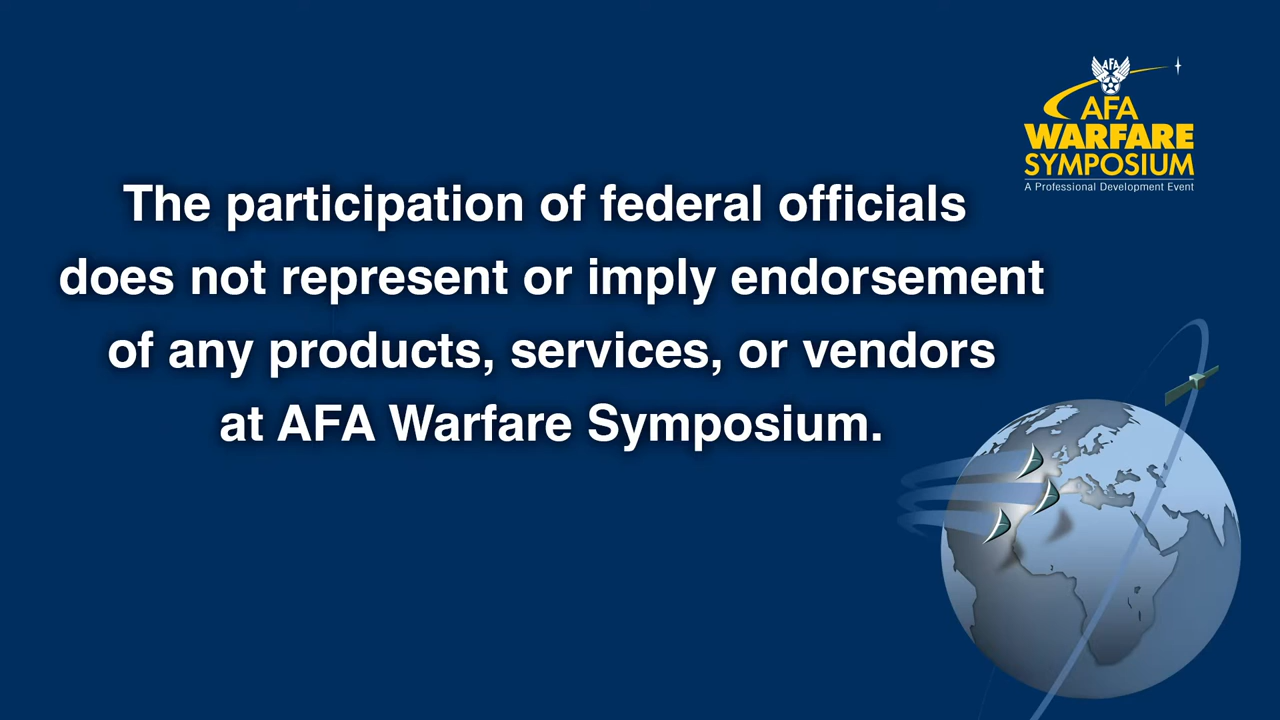 AFA
AFA
WARFARE
SYMPOSIUM
A Professional Development Event
The participation of federal officials
does not represent or imply endorsement
of any products, services, or vendors
at AFA Warfare Symposium.